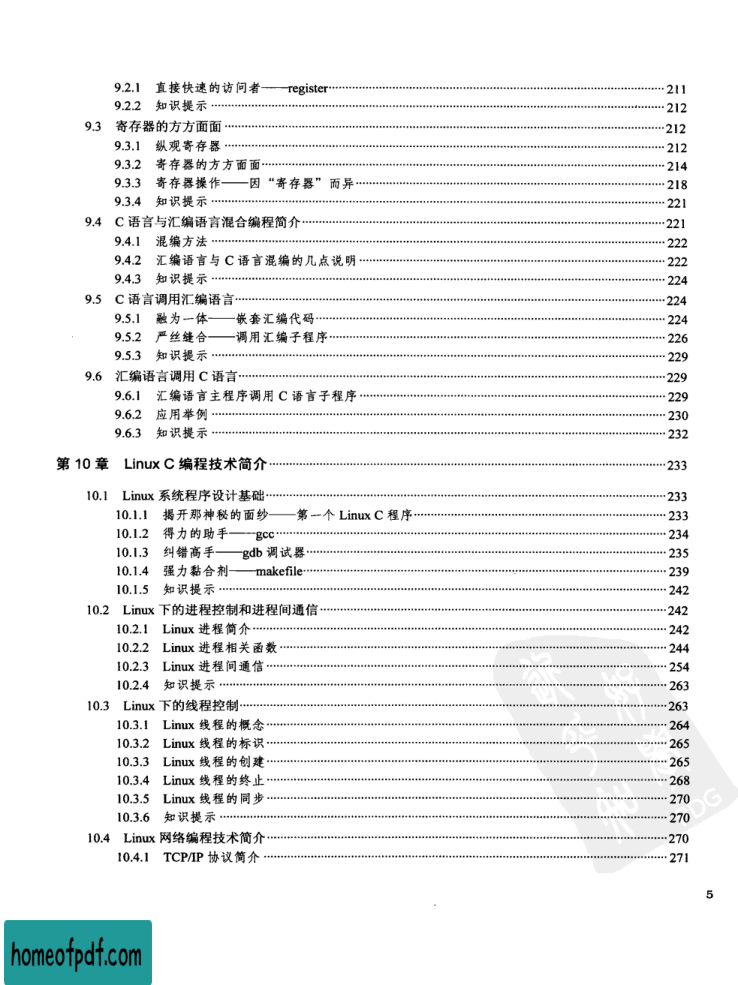 9.2.1 直接快速的访问者——register 211
9.2.2 知识提示 212
9.3 寄存器的方方面面 212
9.3.1 纵观寄存器 212
9.3.2 寄存器的方方面面 214
9.3.3 寄存器操作——因“寄存器”而异 218
9.3.4 知识提示 221
9.4 C 语言与汇编语言混合编程简介 221
9.4.1 混编方法 222
9.4.2 汇编语言与 C 语言混编的几点说明 222
9.4.3 知识提示 224
9.5 C 语言调用汇编语言 224
9.5.1 融为一体——嵌套汇编代码 224
9.5.2 严丝缝合——调用汇编子程序 226
9.5.3 知识提示 229
9.6 汇编语言调用 C 语言 229
9.6.1 汇编语言主程序调用 C 语言子程序 229
9.6.2 应用举例 230
9.6.3 知识提示 232
第 10 章 Linux C 编程技术简介 233
10.1 Linux 系统程序设计基础 233
10.1.1 揭开那神秘的面纱——第一个 Linux C 程序 233
10.1.2 得力的助手——gcc 234
10.1.3 纠错高手——gdb 调试器 235
10.1.4 强力黏合剂——makefile 239
10.1.5 知识提示 242
10.2 Linux 下的进程控制和进程间通信 242
10.2.1 Linux 进程简介 242
10.2.2 Linux 进程相关函数 244
10.2.3 Linux 进程间通信 254
10.2.4 知识提示 263
10.3 Linux 下的线程控制 263
10.3.1 Linux 线程的概念 264
10.3.2 Linux 线程的标识 265
10.3.3 Linux 线程的创建 265
10.3.4 Linux 线程的终止 268
10.3.5 Linux 线程的同步 270
10.3.6 知识提示 270
10.4 Linux 网络编程技术简介 270
10.4.1 TCP/IP 协议简介 271
5
homeofpdf.com